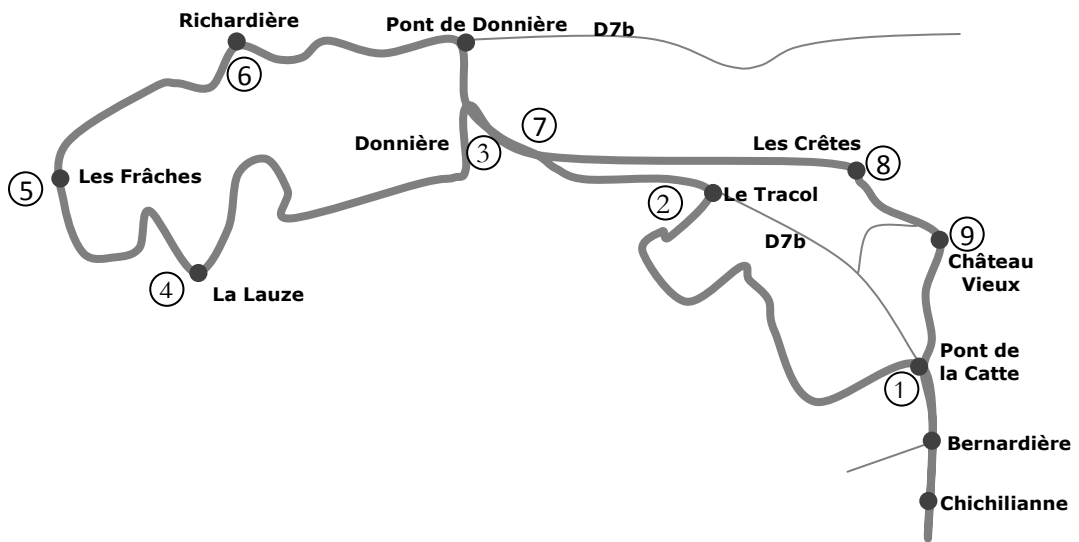 Richardière
Pont de Donnière
D7b
6
7
Donnière
3
Les Crêtes
8
5
Les Frâches
2
Le Tracol
9
D7b
Château
Vieux
4
La Lauze
Pont de
la Catte
1
Bernardière
Chichilianne